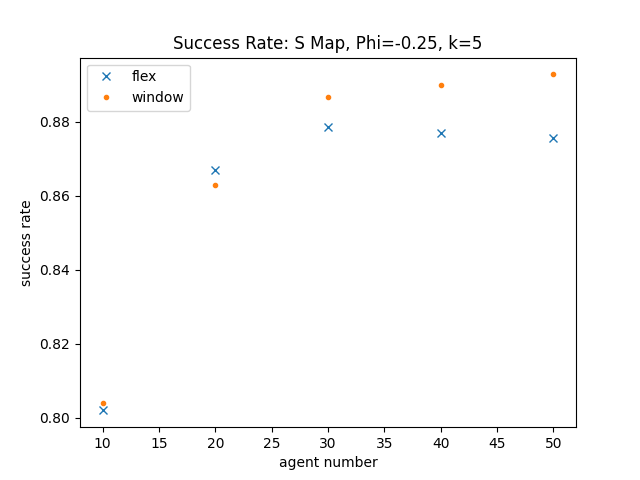 Success Rate: S Map, Phi=-0.25, k=5
flex
window
0.88
0.86
0.84
0.82
0.80
success rate
10 15 20 25 30 35 40 45 50
agent number